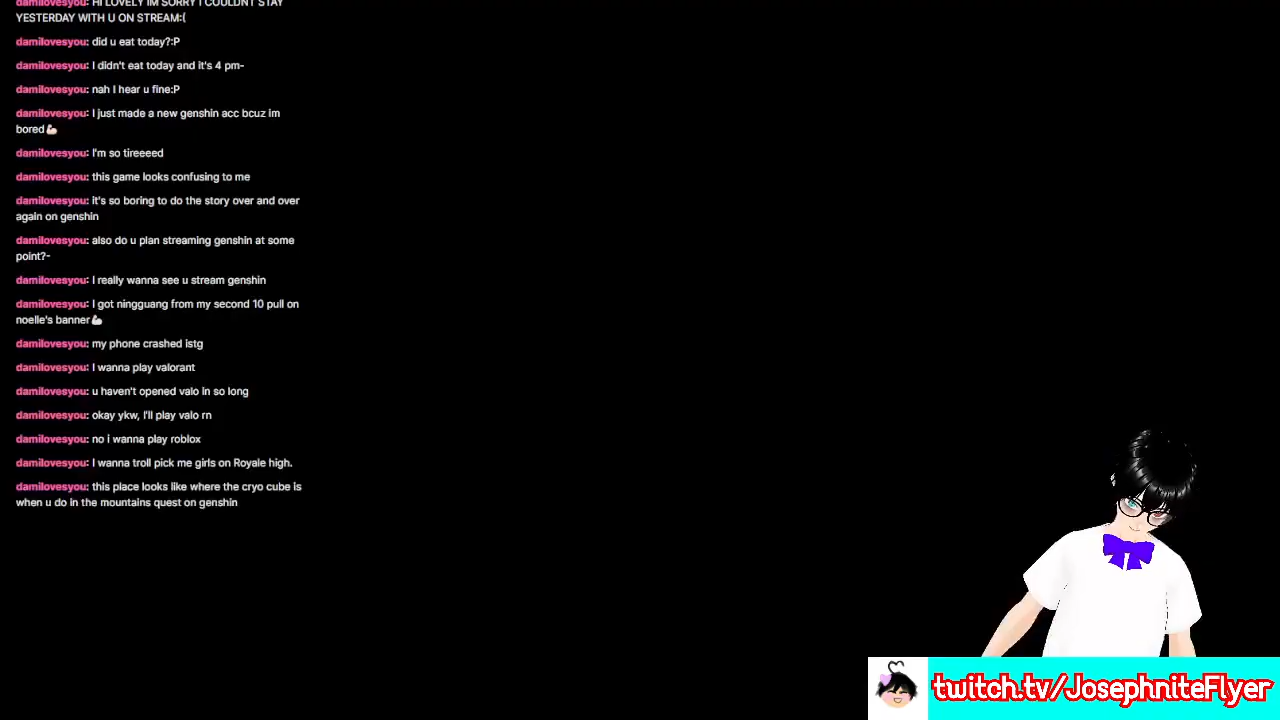 damilovesyou: HI LOVELY IM SORRY I COULDNT STAY
YESTERDAY WITH U ON STREAM:(
damilovesyou: did u eat today?:P
damilovesyou: I didn't eat today and it's 4 pm-
damilovesyou: nah I hear u fine:P
damilovesyou: I just made a new genshin acc bcuz im
bored💪🏻
damilovesyou: I'm so tireeeed
damilovesyou: this game looks confusing to me
damilovesyou: it's so boring to do the story over and over
again on genshin
damilovesyou: also do u plan streaming genshin at some
point?-
damilovesyou: I really wanna see u stream genshin
damilovesyou: I got ningguang from my second 10 pull on
noelle's banner💪🏻
damilovesyou: my phone crashed istg
damilovesyou: I wanna play valorant
damilovesyou: u haven't opened valo in so long
damilovesyou: okay ykw, I'll play valo rn
damilovesyou: no i wanna play roblox
damilovesyou: I wanna troll pick me girls on Royale high.
damilovesyou: this place looks like where the cryo cube is
when u do in the mountains quest on genshin
twitch.tv/JosephniteFlyer